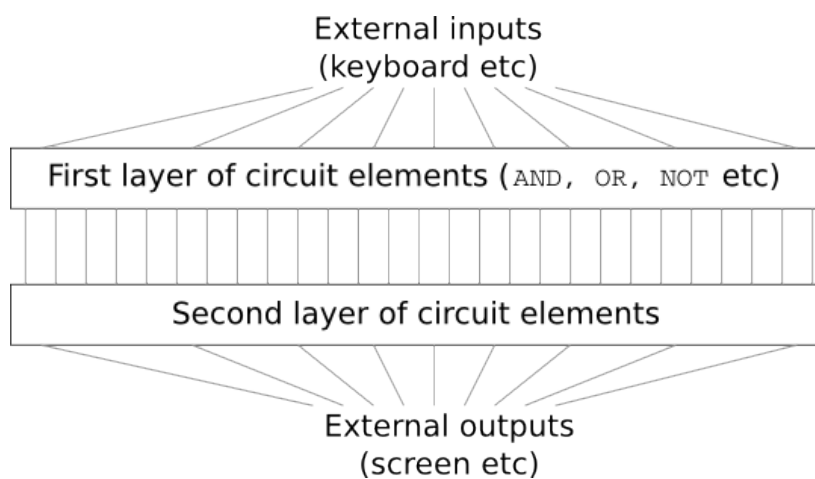 External inputs
(keyboard etc)
First layer of circuit elements (AND, OR, NOT etc)
Second layer of circuit elements
External outputs
(screen etc)